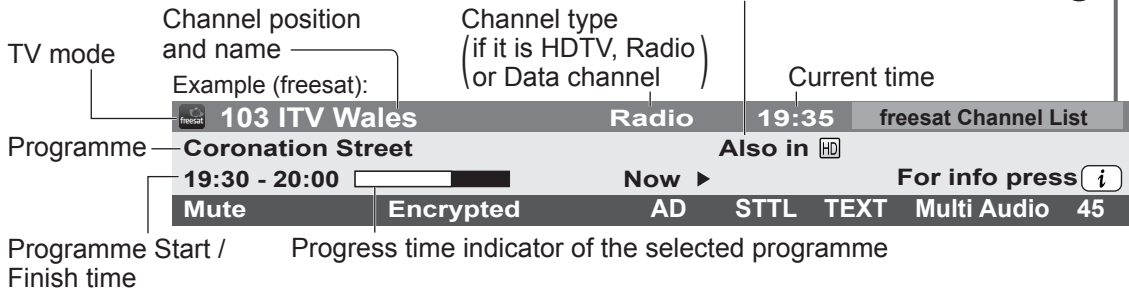 Channel position
and name
Channel type
(if it is HDTV, Radio
or Data channel)
TV mode
Example (freesat):
Current time
freesat 103 ITV Wales Radio 19:35 freesat Channel List
Programme Coronation Street Also in HD
19:30 - 20:00 Now ▶ For info press i
Mute Encrypted AD STTL TEXT Multi Audio 45
Programme Start /
Finish time
Progress time indicator of the selected programme